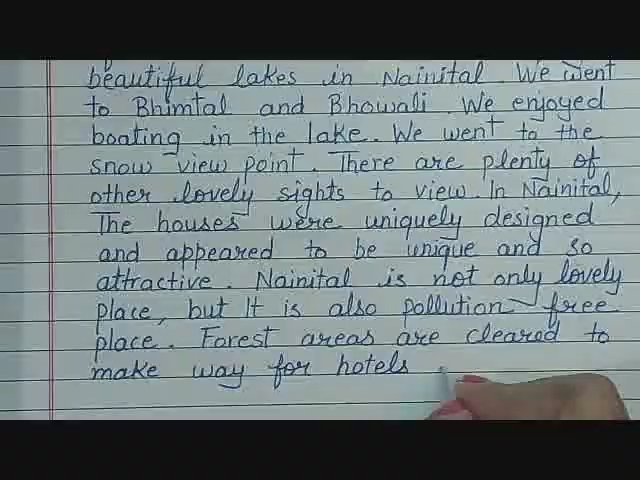 beautiful lakes in Nainital. We went
to Bhimtal and Bhowali. We enjoyed
boating in the lake. We went to the
snow view point. There are plenty of
other lovely sights to view. In Nainital,
The houses were uniquely designed
and appeared to be unique and so
attractive. Nainital is not only lovely
place, but It is also pollution-free
place. Forest areas are cleared to
make way for hotels